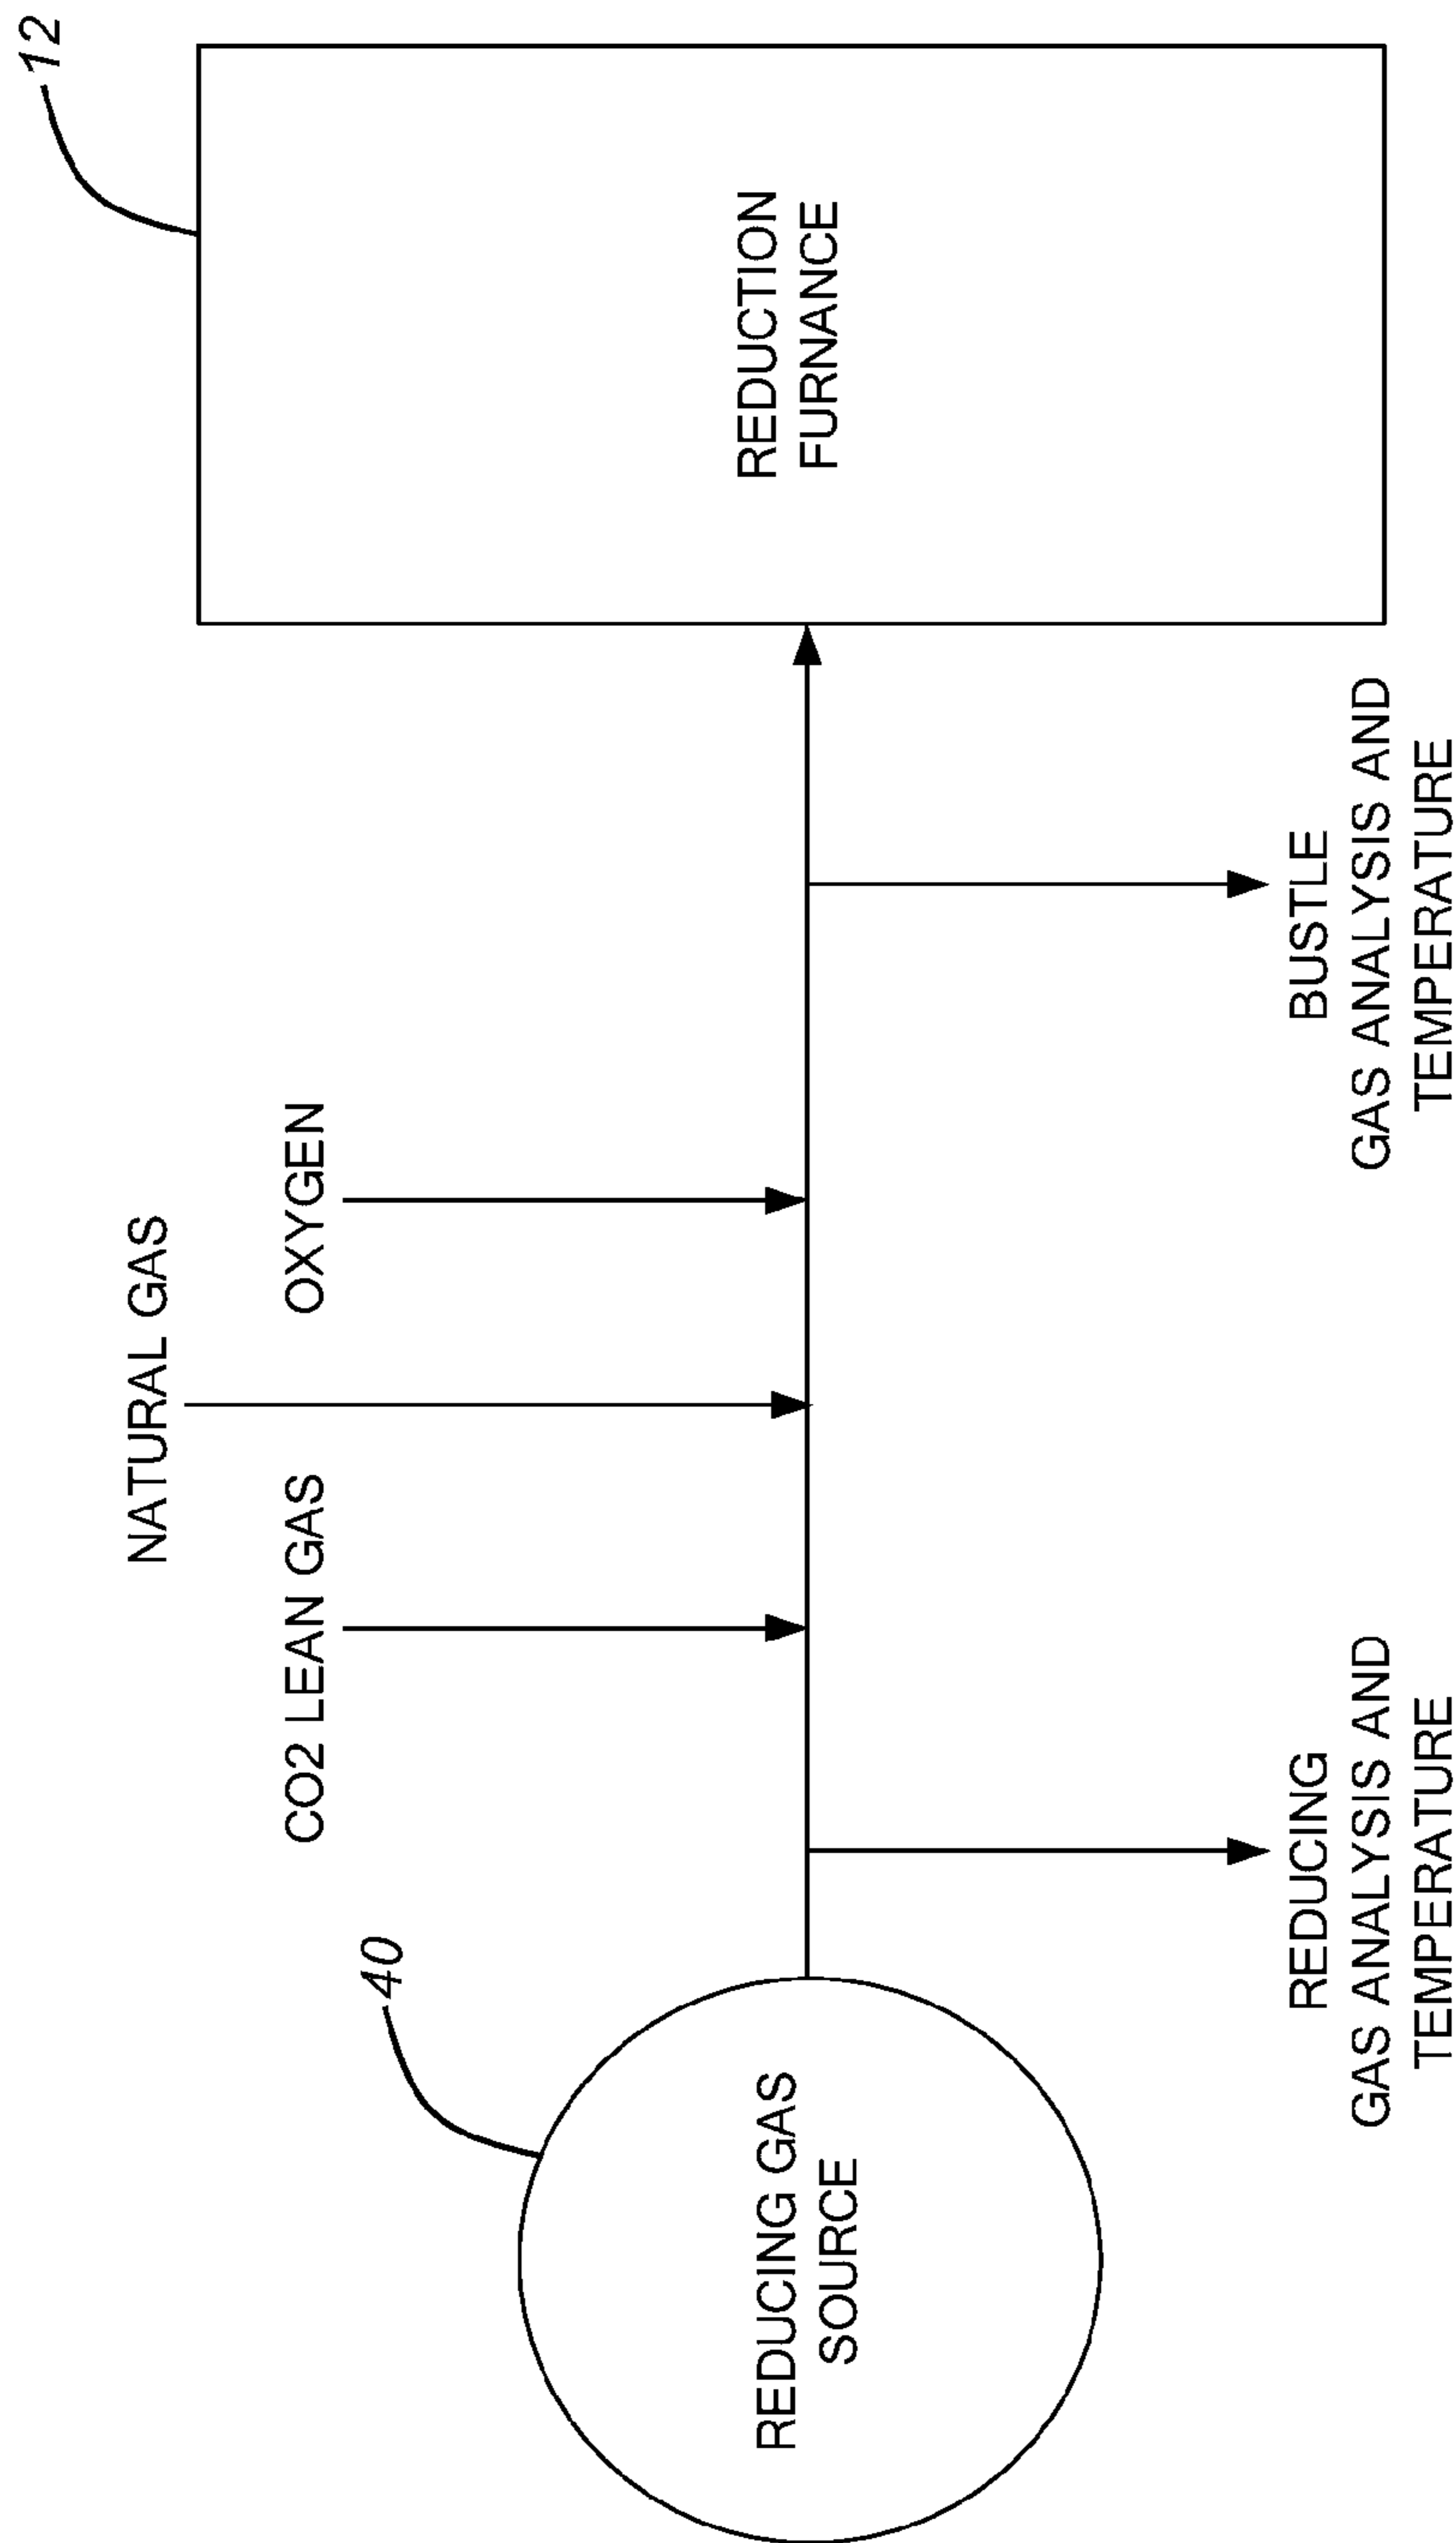 12
NATURAL GAS
CO2 LEAN GAS
OXYGEN
40
REDUCING GAS
SOURCE
REDUCTION
FURNANCE
REDUCING
GAS ANALYSIS AND
TEMPERATURE
BUSTLE
GAS ANALYSIS AND
TEMPERATURE